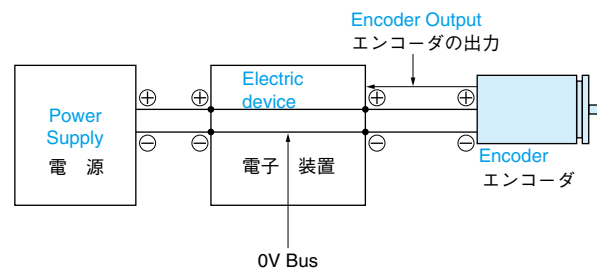 Encoder Output
エンコーダの出力
Power
Supply
電 源
⊕ ⊕
⊖ ⊖
Electric
device
電子 装置
⊕ ⊕
⊖ ⊖
Encoder
エンコーダ
0V Bus